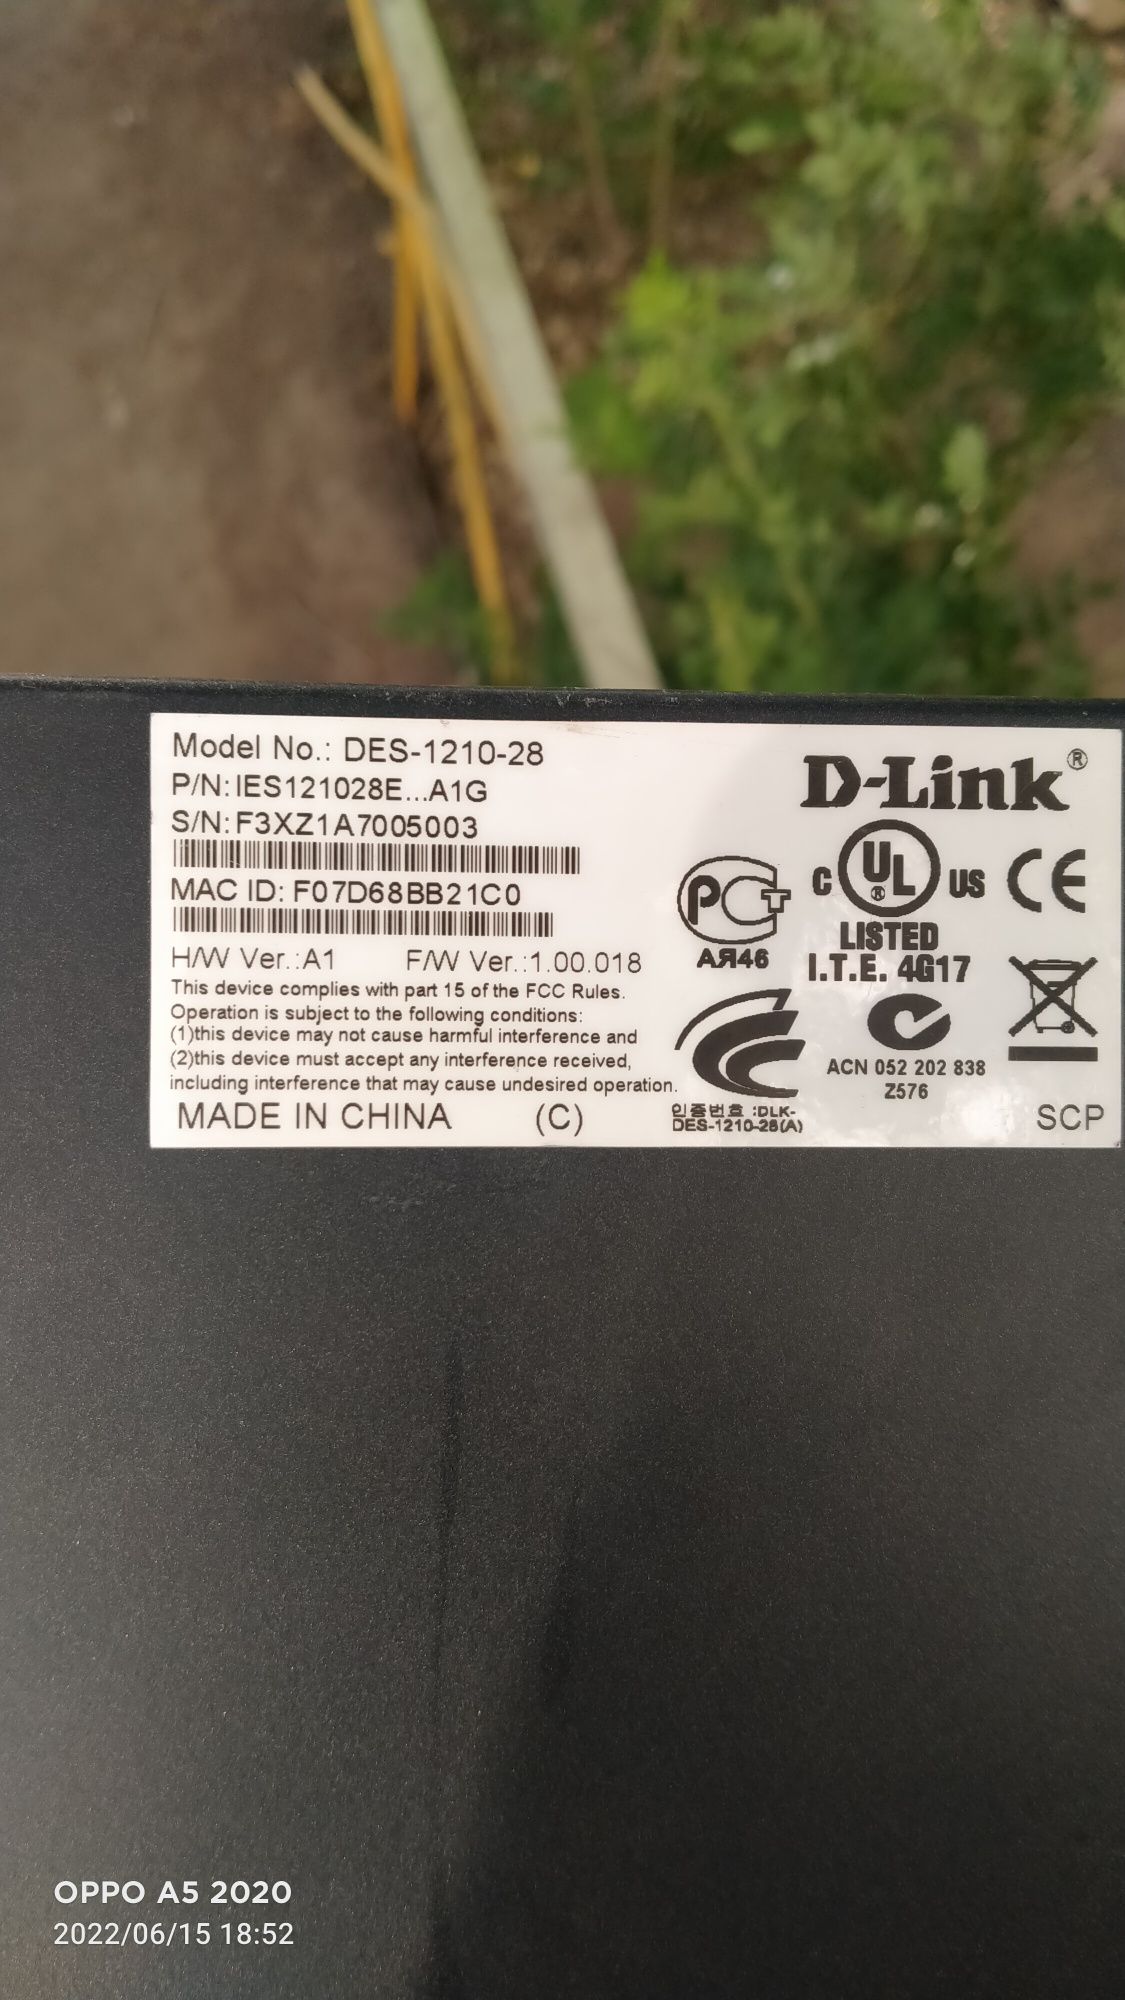 Model No.: DES-1210-28
P/N: IES121028E...A1G
S/N: F3XZ1A7005003
MAC ID: F07D68BB21C0
H/W Ver.:A1 F/W Ver.:1.00.018
This device complies with part 15 of the FCC Rules.
Operation is subject to the following conditions:
(1)this device may not cause harmful interference and
(2)this device must accept any interference received,
including interference that may cause undesired operation.
MADE IN CHINA (C)
D-Link®
PCT
АЯ46
C UL® US CE
LISTED
I.T.E. 4G17
ACN 052 202 838
Z576
인증번호 :DLK-
DES-1210-28(A)
SCP
OPPO A5 2020
2022/06/15 18:52